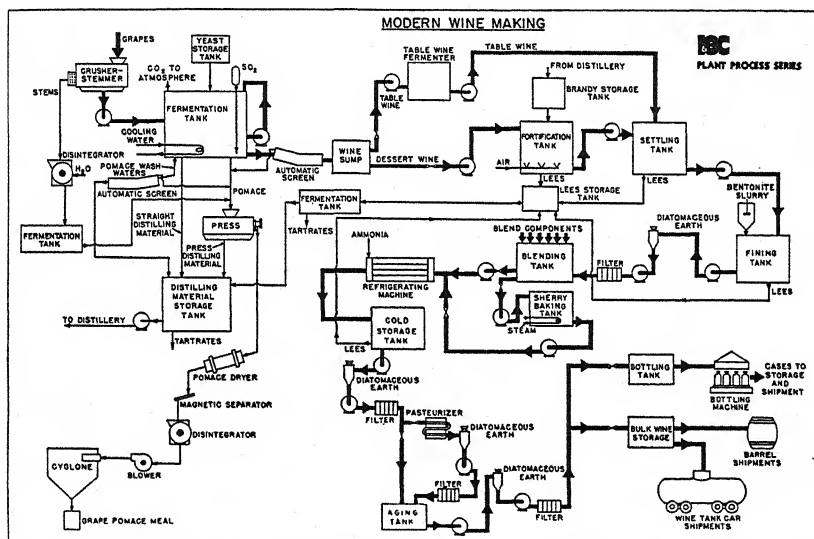 MODERN WINE MAKING
IEC
PLANT PROCESS SERIES
GRAPES
CRUSHER-
STEMMER
STEMS
CO2 TO
ATMOSPHERE
YEAST
STORAGE
TANK
SO2
FERMENTATION
TANK
COOLING
WATER
DISINTEGRATOR
H2O
POMACE WASH
WATERS
AUTOMATIC SCREEN
FERMENTATION
TANK
STRAIGHT
DISTILLING
MATERIAL
POMACE
PRESS
PRESS
DISTILLING
MATERIAL
AUTOMATIC SCREEN
WINE
SUMP
TABLE
WINE
TABLE WINE
FERMENTER
TABLE WINE
DESSERT WINE
FROM DISTILLERY
BRANDY STORAGE
TANK
FORTIFICATION
TANK
AIR
LEES
SETTLING
TANK
LEES
LEES STORAGE
TANK
FERMENTATION
TANK
TARTRATES
BENTONITE
SLURRY
DIATOMACEOUS
EARTH
FINING
TANK
LEES
FILTER
BLEND COMPONENTS
BLENDING
TANK
AMMONIA
REFRIGERATING
MACHINE
SHERRY
BAKING
TANK
STEAM
DISTILLING
MATERIAL
STORAGE
TANK
TO DISTILLERY
TARTRATES
COLD
STORAGE
TANK
LEES
DIATOMACEOUS
EARTH
FILTER
PASTEURIZER
DIATOMACEOUS
EARTH
FILTER
AGING
TANK
DIATOMACEOUS
EARTH
FILTER
BOTTLING
TANK
BOTTLING
MACHINE
CASES TO
STORAGE
AND
SHIPMENT
BULK WINE
STORAGE
BARREL
SHIPMENTS
WINE TANK CAR
SHIPMENTS
POMACE DRYER
MAGNETIC SEPARATOR
DISINTEGRATOR
BLOWER
CYCLONE
GRAPE POMACE MEAL